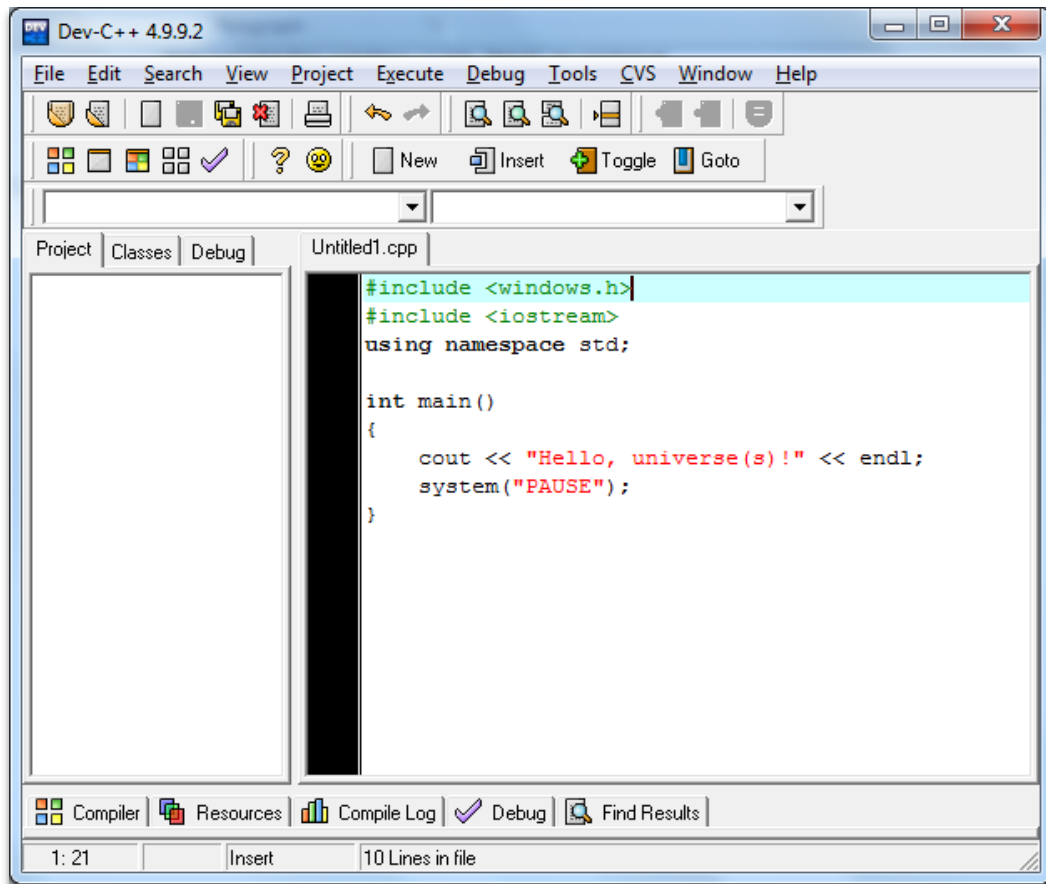 Dev-C++ 4.9.9.2
File Edit Search View Project Execute Debug Tools CVS Window Help
New Insert Toggle Goto
Project Classes Debug
Untitled1.cpp
#include <windows.h>
#include <iostream>
using namespace std;
int main()
{
    cout << "Hello, universe(s)!" << endl;
    system("PAUSE");
}
Compiler Resources Compile Log Debug Find Results
1: 21 Insert 10 Lines in file